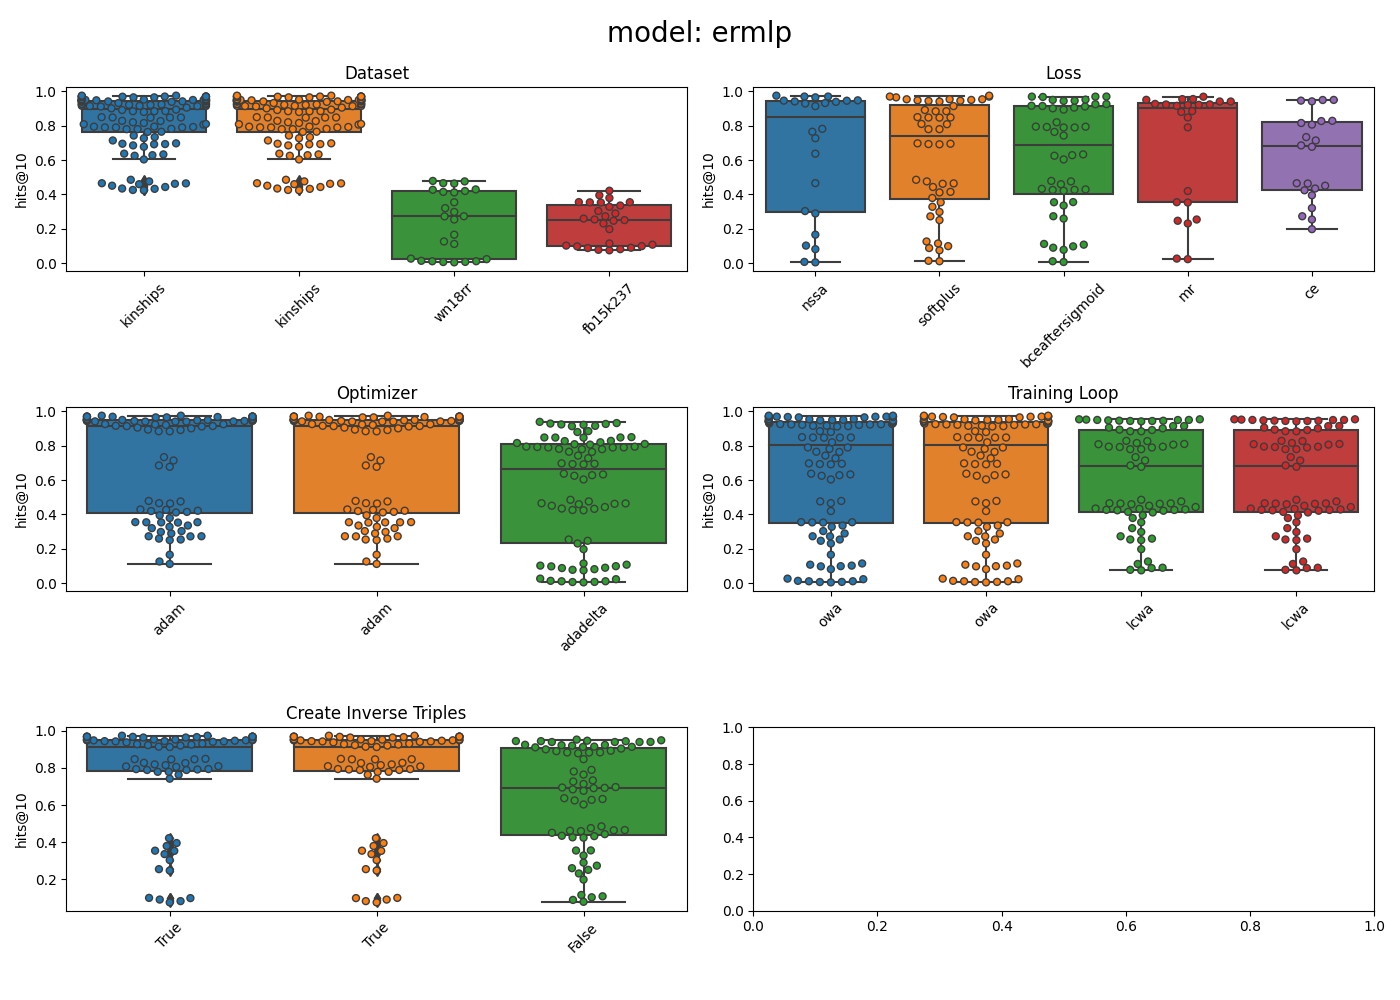 model: ermlp
Dataset
hits@10
1.0
0.8
0.6
0.4
0.2
0.0
kinships
kinships
wn18rr
fb15k237
Loss
hits@10
1.0
0.8
0.6
0.4
0.2
0.0
nssa
softplus
bceaftersigmoid
mr
ce
Optimizer
hits@10
1.0
0.8
0.6
0.4
0.2
0.0
adam
adam
adadelta
Training Loop
hits@10
1.0
0.8
0.6
0.4
0.2
0.0
owa
owa
lcwa
lcwa
Create Inverse Triples
hits@10
1.0
0.8
0.6
0.4
0.2
True
True
False
1.0
0.8
0.6
0.4
0.2
0.0
0.0 0.2 0.4 0.6 0.8 1.0